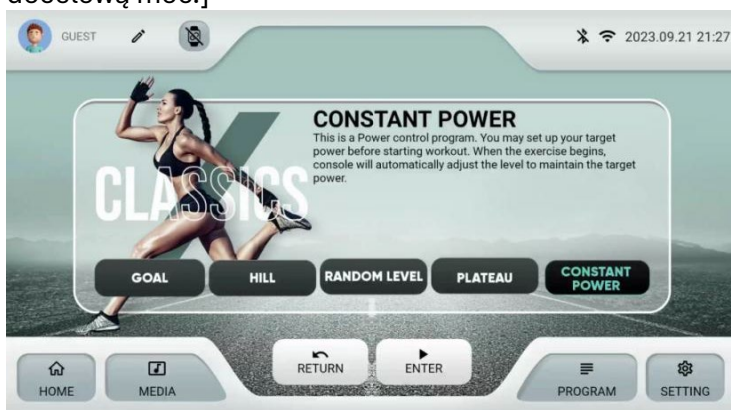 GUEST
2023.09.21 21:27
CONSTANT POWER
This is a Power control program. You may set up your target
power before starting workout. When the exercise begins,
console will automatically adjust the level to maintain the target
power.
CLASSICS
GOAL
HILL
RANDOM LEVEL
PLATEAU
CONSTANT
POWER
RETURN
ENTER
HOME
MEDIA
PROGRAM
SETTING